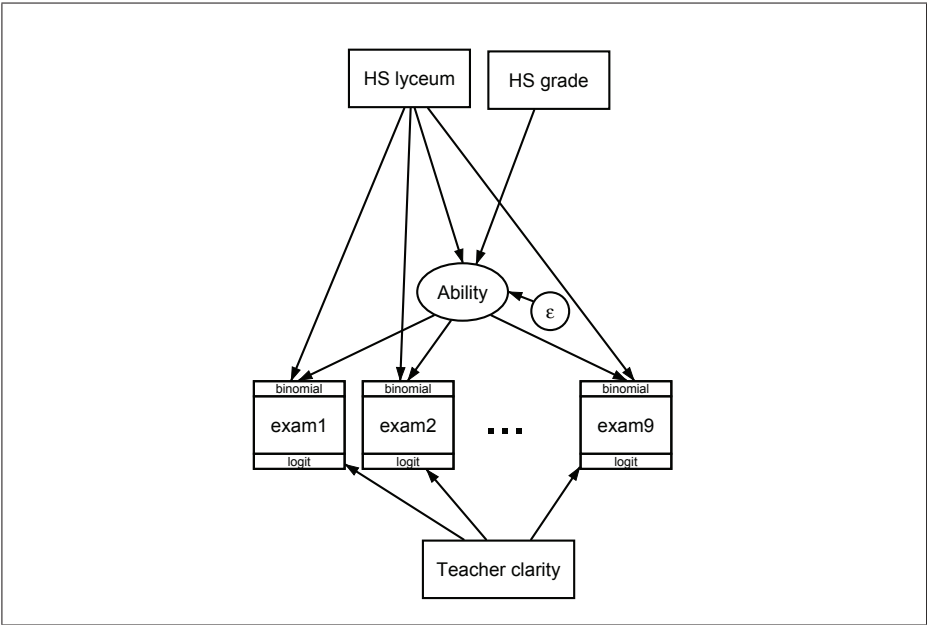 HS lyceum
HS grade
Ability
ε
binomial
exam1
logit
binomial
exam2
logit
...
binomial
exam9
logit
Teacher clarity